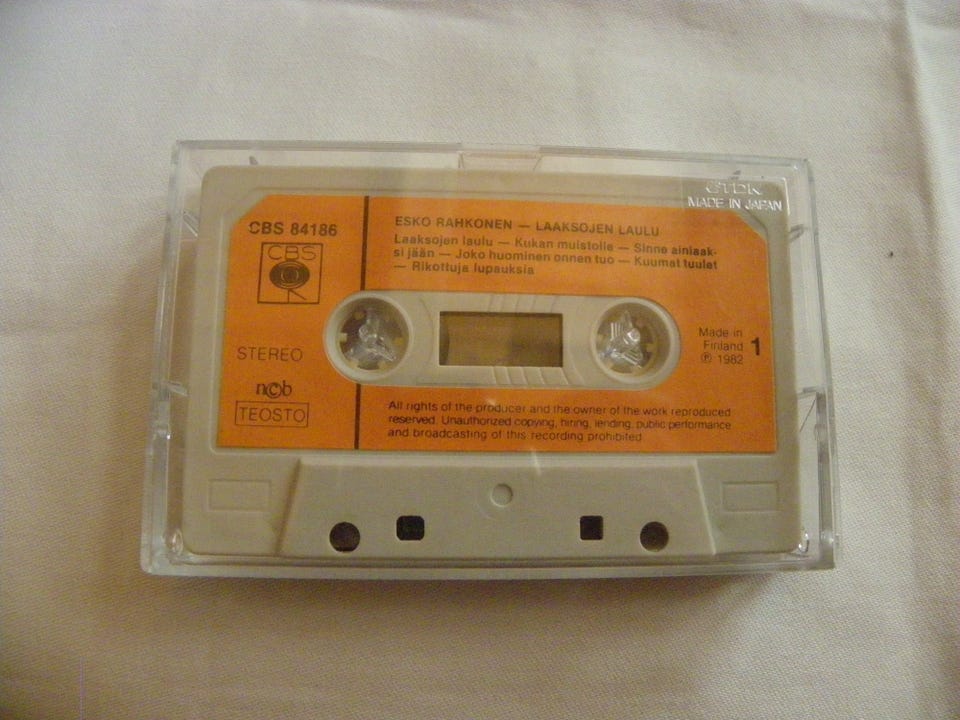 TDK
MADE IN JAPAN
CBS 84186
CBS
STEREO
ncb
TEOSTO
ESKO RAHKONEN — LAAKSOJEN LAULU
Laaksojen laulu — Kukan muistolle — Sinne ainiaak-
si jään — Joko huominen onnen tuo — Kuumat tuulet
— Rikottuja lupauksia
Made in
Finland
℗ 1982
1
All rights of the producer and the owner of the work reproduced
reserved. Unauthorized copying, hiring, lending, public performance
and broadcasting of this recording prohibited